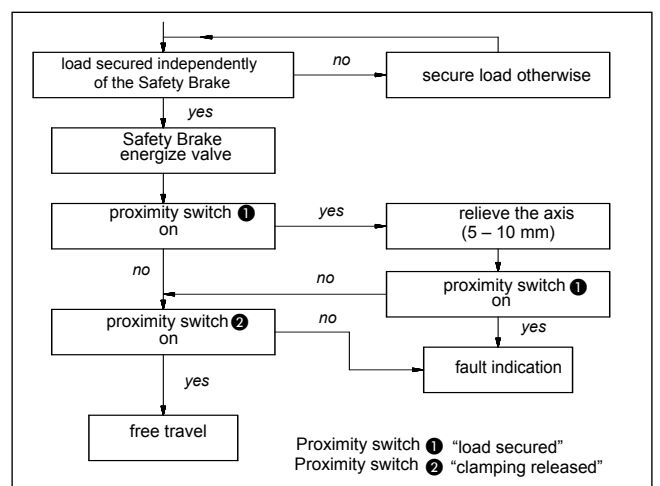 load secured independently
of the Safety Brake
no
secure load otherwise
yes
Safety Brake
energize valve
proximity switch ❶
on
yes
relieve the axis
(5 – 10 mm)
no
no
proximity switch ❶
on
proximity switch ❷
on
no
yes
fault indication
yes
free travel
Proximity switch ❶ “load secured”
Proximity switch ❷ “clamping released”